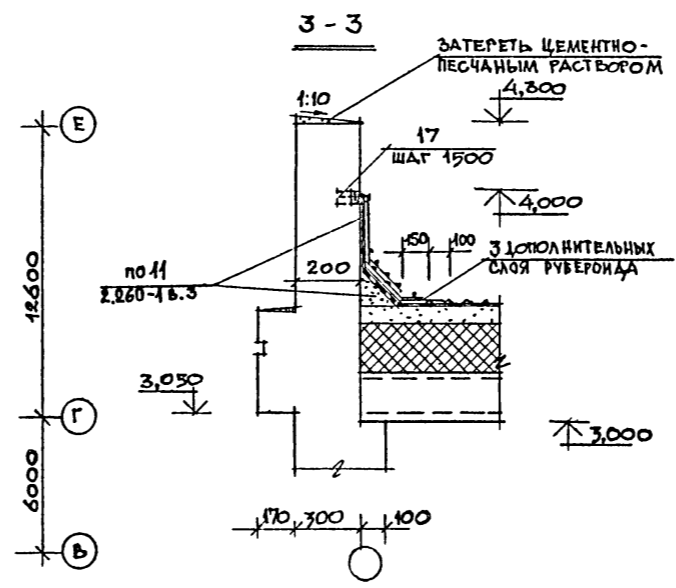 3 - 3
ЗАТЕРЕТЬ ЦЕМЕНТНО-
ПЕСЧАНЫМ РАСТВОРОМ
1:10
4,800
Е
17
ШАГ 1500
4,000
150
100
3 ДОПОЛНИТЕЛЬНЫХ
СЛОЯ РУБЕРОИДА
200
ПО 11
2.260-1 В.3
12600
3,050
Г
3,000
6000
170
300
100
В